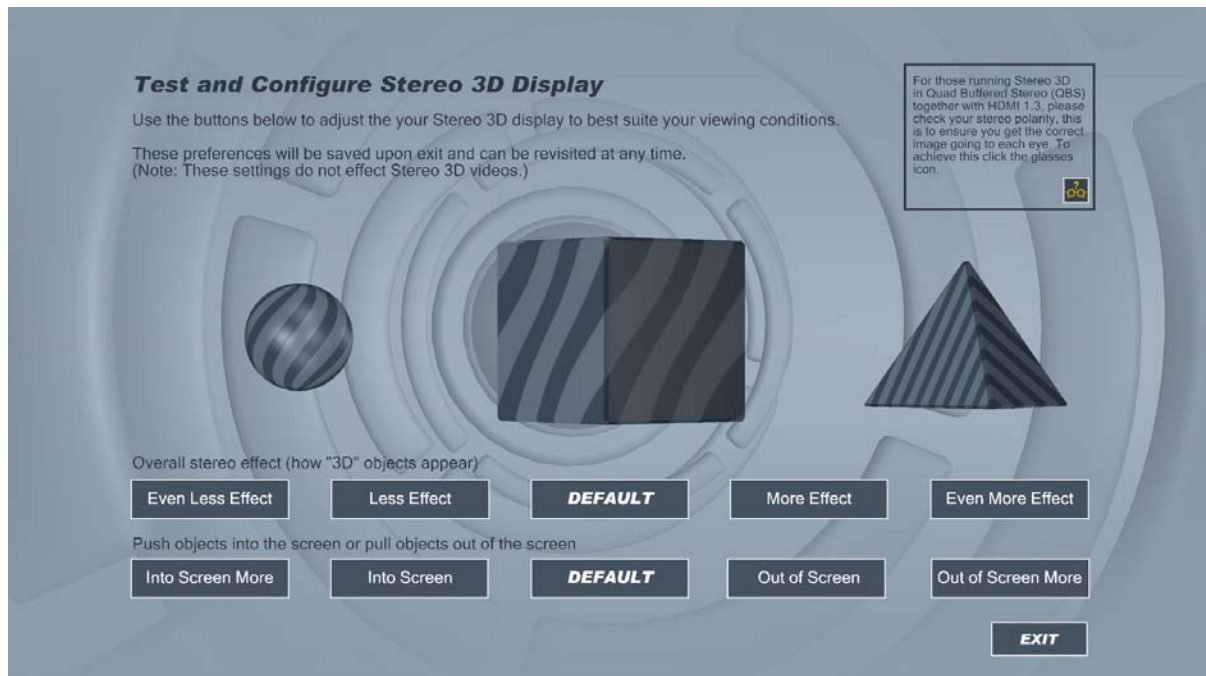 Test and Configure Stereo 3D Display
Use the buttons below to adjust the your Stereo 3D display to best suite your viewing conditions.
These preferences will be saved upon exit and can be revisited at any time.
(Note: These settings do not effect Stereo 3D videos.)
For those running Stereo 3D
in Quad Buffered Stereo (QBS)
together with HDMI 1.3, please
check your stereo polarity, this
is to ensure you get the correct
image going to each eye. To
achieve this click the glasses
icon.
?
Overall stereo effect (how "3D" objects appear)
Even Less Effect
Less Effect
DEFAULT
More Effect
Even More Effect
Push objects into the screen or pull objects out of the screen
Into Screen More
Into Screen
DEFAULT
Out of Screen
Out of Screen More
EXIT